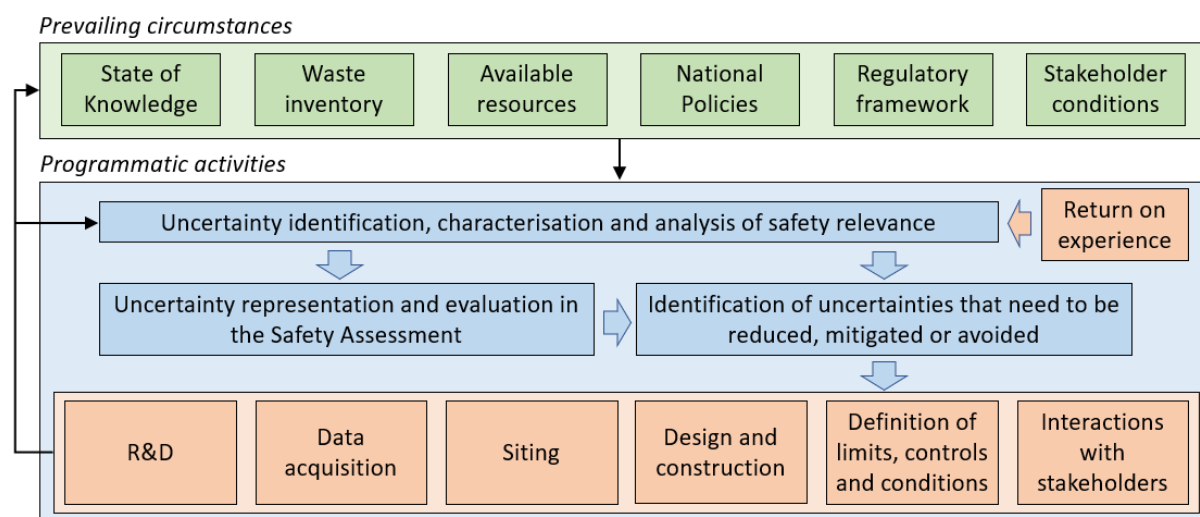 Prevailing circumstances
State of
Knowledge
Waste
inventory
Available
resources
National
Policies
Regulatory
framework
Stakeholder
conditions
Programmatic activities
Uncertainty identification, characterisation and analysis of safety relevance
Return on
experience
Uncertainty representation and evaluation in
the Safety Assessment
Identification of uncertainties that need to be
reduced, mitigated or avoided
R&D
Data
acquisition
Siting
Design and
construction
Definition of
limits, controls
and conditions
Interactions
with
stakeholders